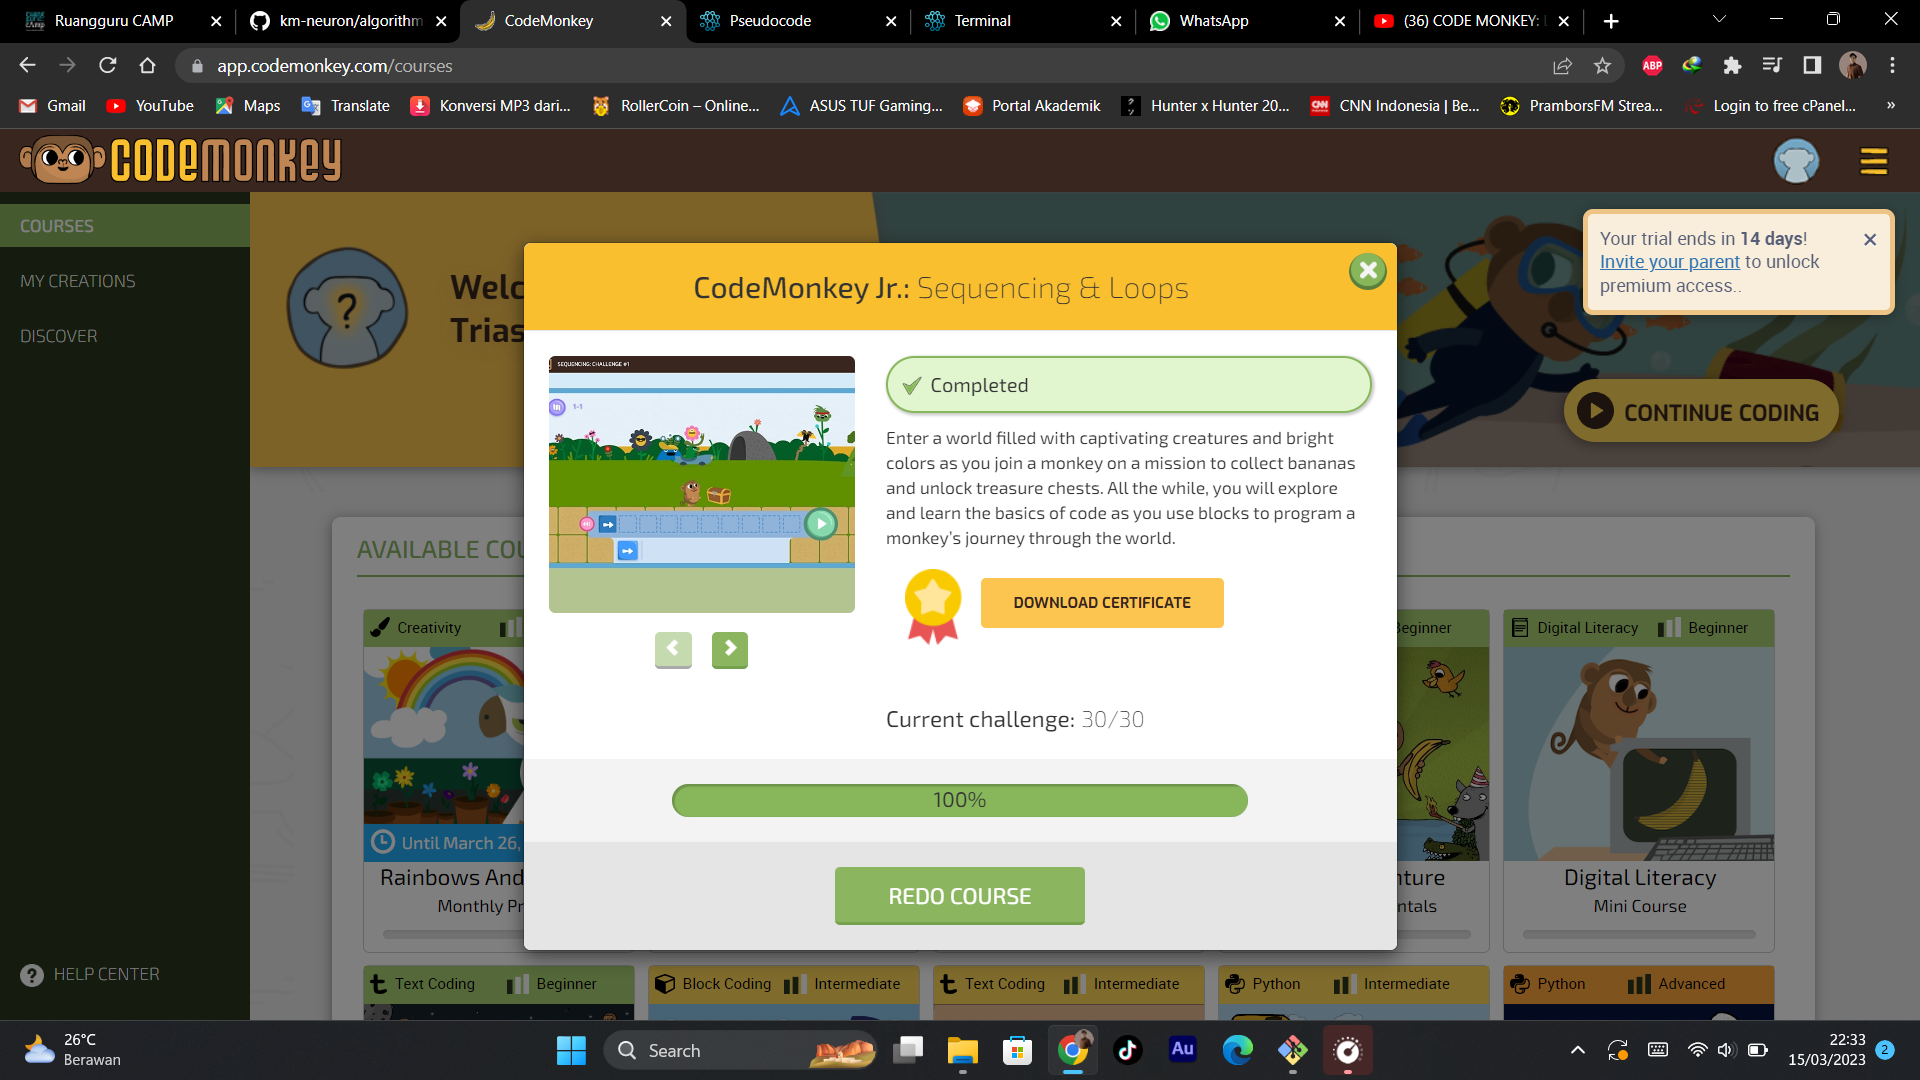 Ruangguru CAMP
km-neuron/algorithm
CodeMonkey
Pseudocode
Terminal
WhatsApp
(36) CODE MONKEY:
app.codemonkey.com/courses
Gmail
YouTube
Maps
Translate
Konversi MP3 dari...
RollerCoin – Online...
ASUS TUF Gaming...
Portal Akademik
Hunter x Hunter 20...
CNN Indonesia | Be...
PramborsFM Strea...
Login to free cPanel...
»
ABP
CODEMONKEY
COURSES
MY CREATIONS
DISCOVER
HELP CENTER
Welc
Trias
Your trial ends in 14 days!
Invite your parent to unlock
premium access..
CONTINUE CODING
CodeMonkey Jr.: Sequencing & Loops
SEQUENCING: CHALLENGE #1
1-1
Completed
Enter a world filled with captivating creatures and bright
colors as you join a monkey on a mission to collect bananas
and unlock treasure chests. All the while, you will explore
and learn the basics of code as you use blocks to program a
monkey's journey through the world.
DOWNLOAD CERTIFICATE
Current challenge: 30/30
100%
REDO COURSE
AVAILABLE COU
Creativity
Beginner
Digital Literacy
Beginner
Until March 26,
Rainbows And
Monthly Pr
nture
ntals
Digital Literacy
Mini Course
Text Coding
Beginner
Block Coding
Intermediate
Text Coding
Intermediate
Python
Intermediate
Python
Advanced
26°C
Berawan
Search
Au
22:33
15/03/2023
2